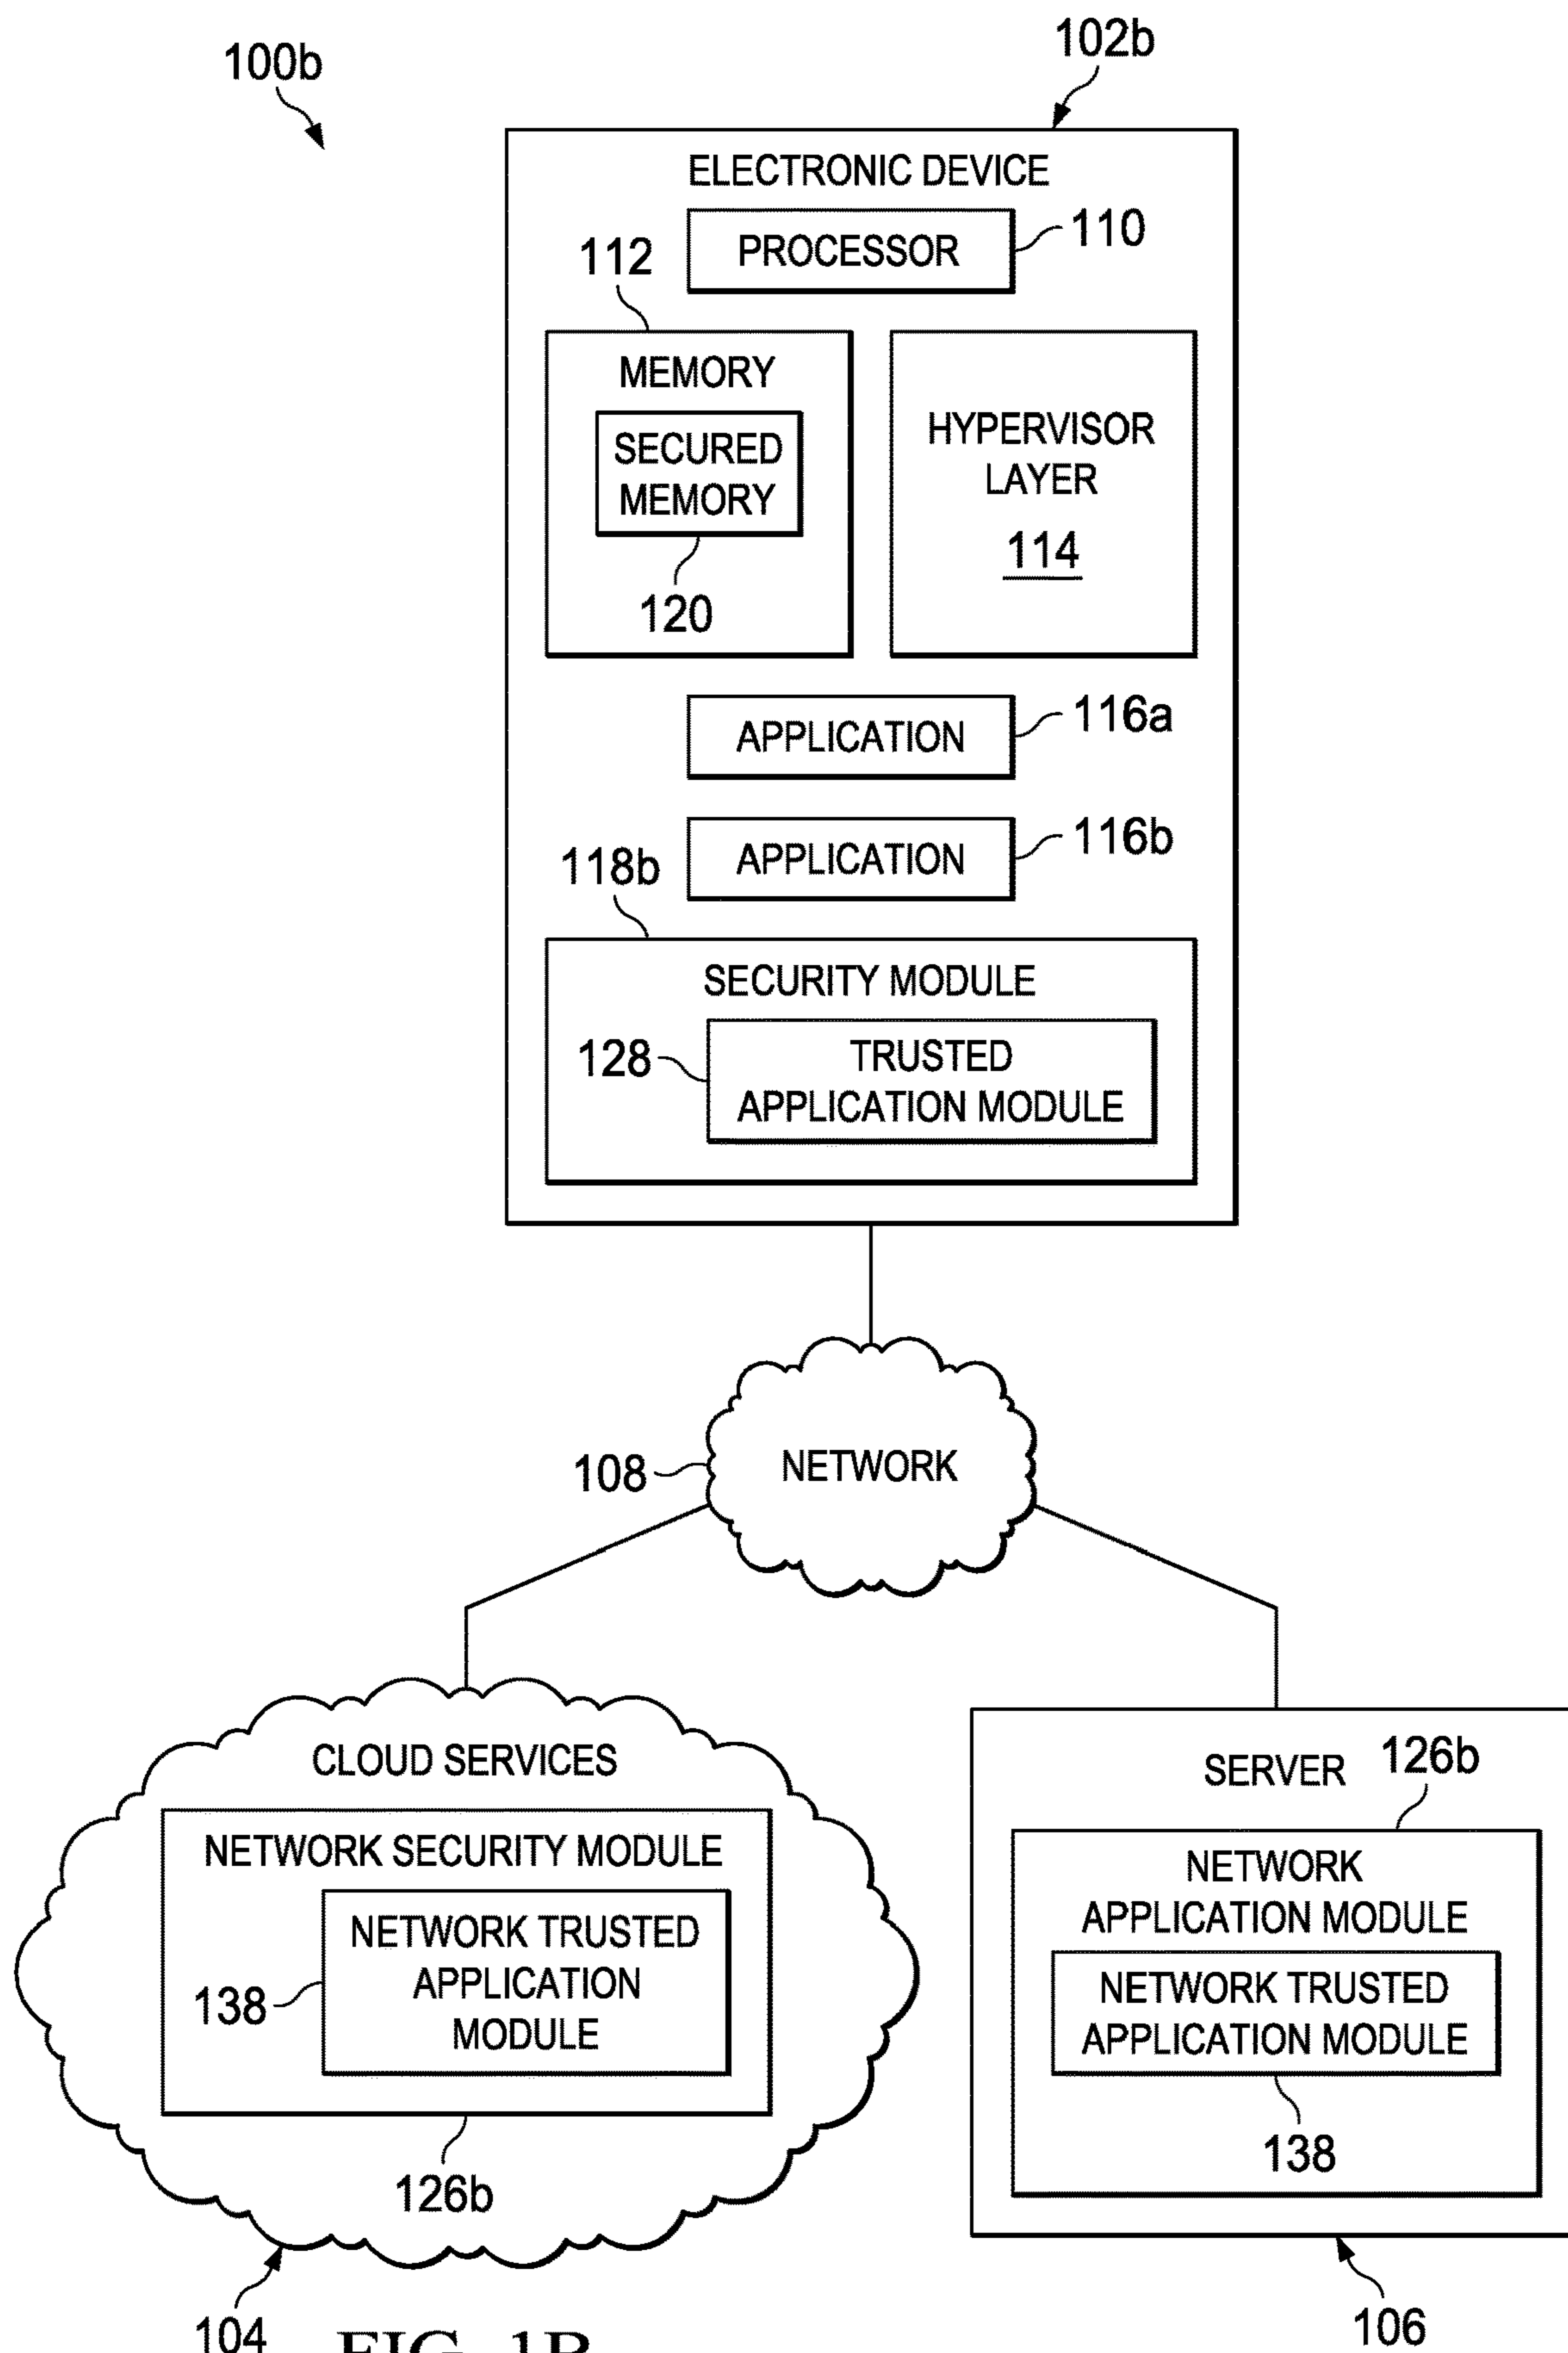 100b
102b
ELECTRONIC DEVICE
PROCESSOR
110
112
MEMORY
SECURED
MEMORY
120
HYPERVISOR
LAYER
114
APPLICATION
116a
APPLICATION
116b
118b
SECURITY MODULE
128
TRUSTED
APPLICATION MODULE
108
NETWORK
CLOUD SERVICES
NETWORK SECURITY MODULE
NETWORK TRUSTED
APPLICATION
MODULE
138
126b
104
SERVER
126b
NETWORK
APPLICATION MODULE
NETWORK TRUSTED
APPLICATION MODULE
138
106
FIG. 1B